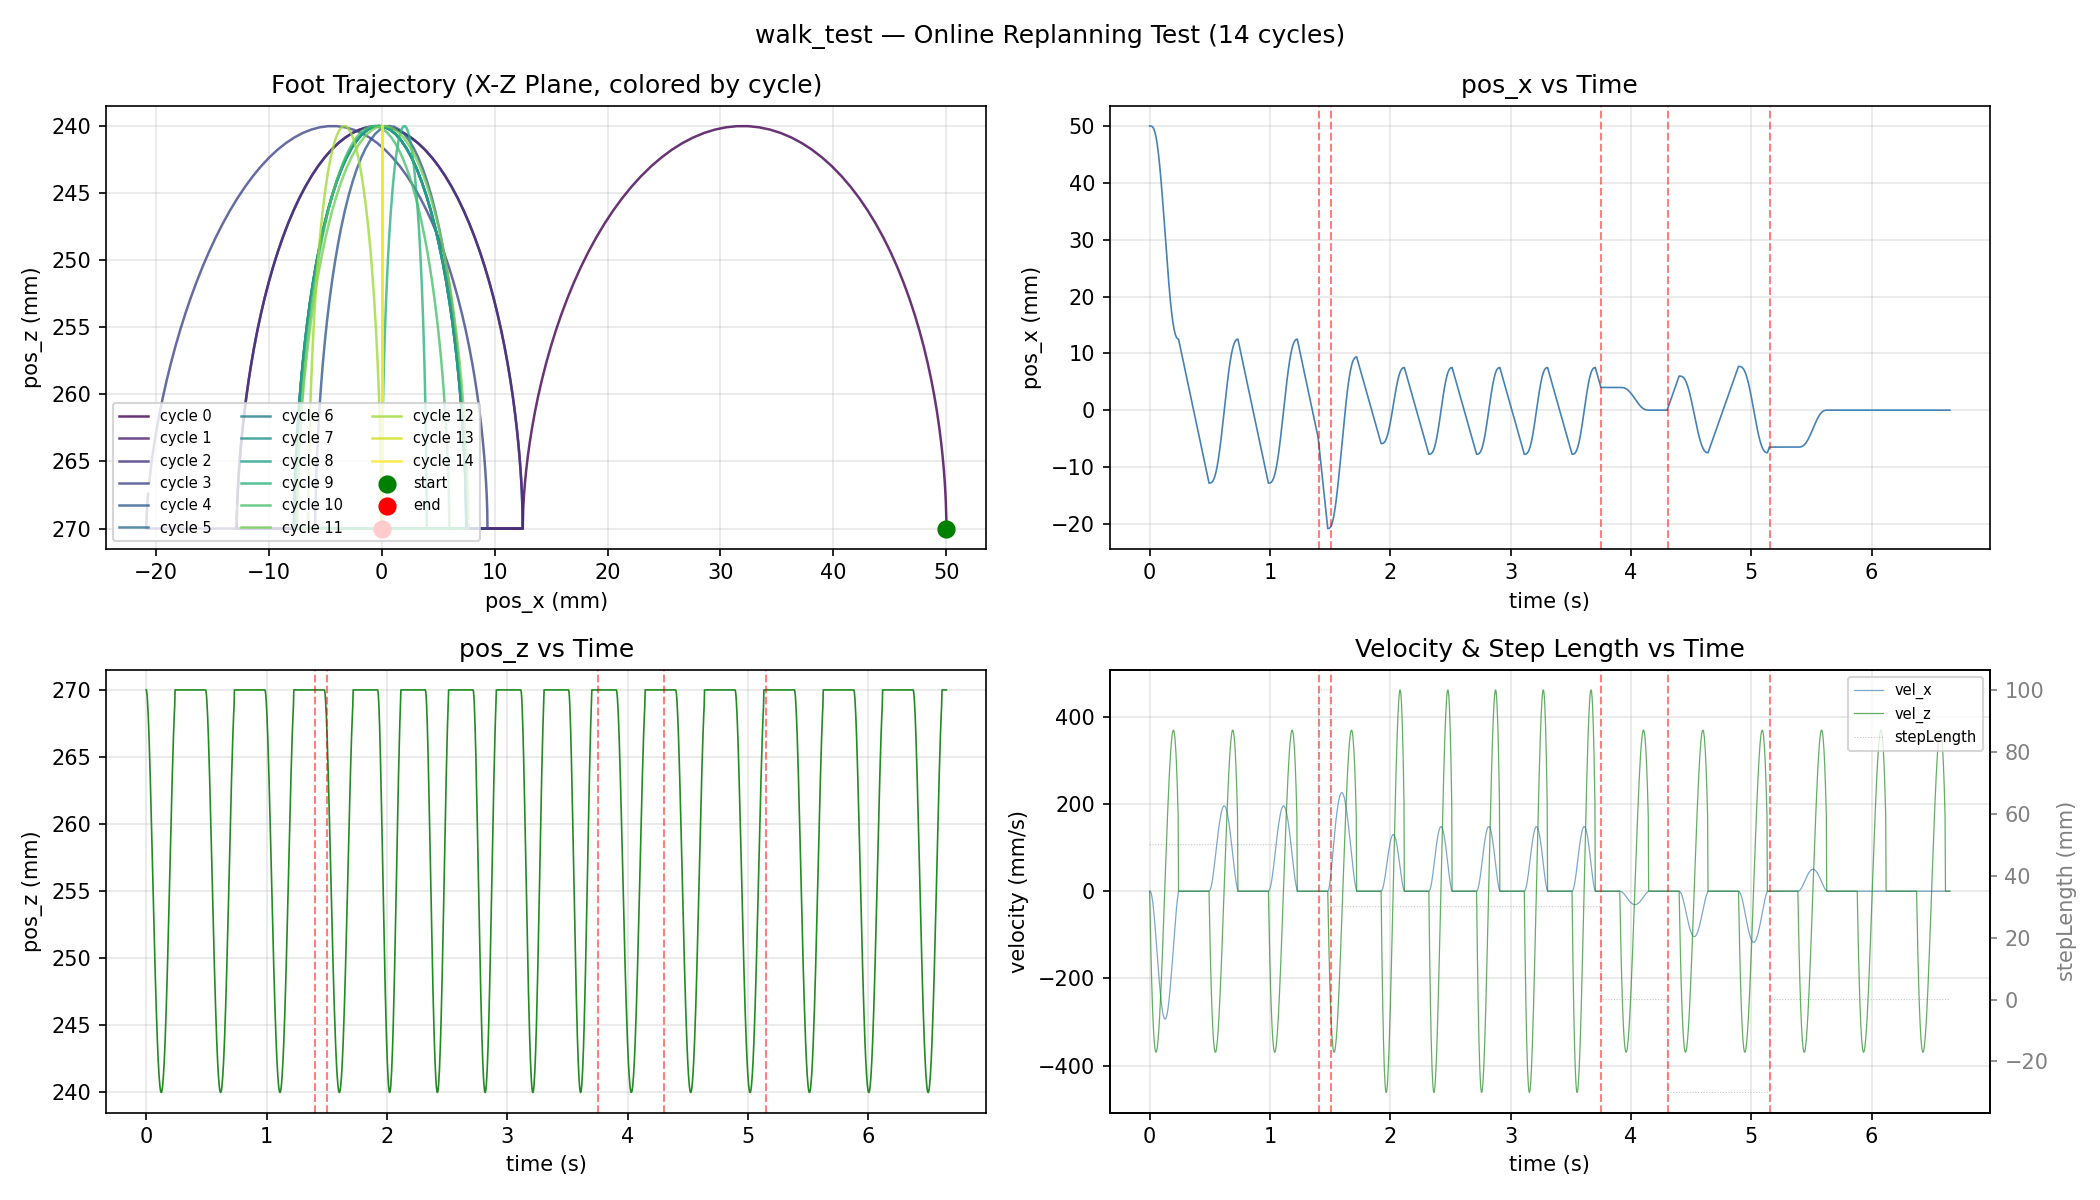 walk_test — Online Replanning Test (14 cycles)
Foot Trajectory (X-Z Plane, colored by cycle)
240
245
250
255
260
265
270
pos_z (mm)
cycle 0
cycle 1
cycle 2
cycle 3
cycle 4
cycle 5
cycle 6
cycle 7
cycle 8
cycle 9
cycle 10
cycle 11
cycle 12
cycle 13
cycle 14
start
end
−20
−10
0
10
20
30
40
50
pos_x (mm)
pos_x vs Time
50
40
30
20
10
0
−10
−20
pos_x (mm)
0
1
2
3
4
5
6
time (s)
pos_z vs Time
270
265
260
255
250
245
240
pos_z (mm)
0
1
2
3
4
5
6
time (s)
Velocity & Step Length vs Time
400
200
0
−200
−400
velocity (mm/s)
vel_x
vel_z
stepLength
100
80
60
40
20
0
−20
stepLength (mm)
0
1
2
3
4
5
6
time (s)